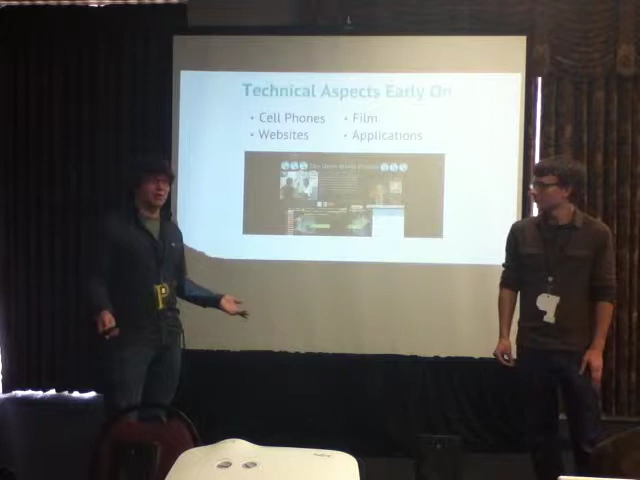 Technical Aspects Early On
• Cell Phones
• Websites
• Film
• Applications